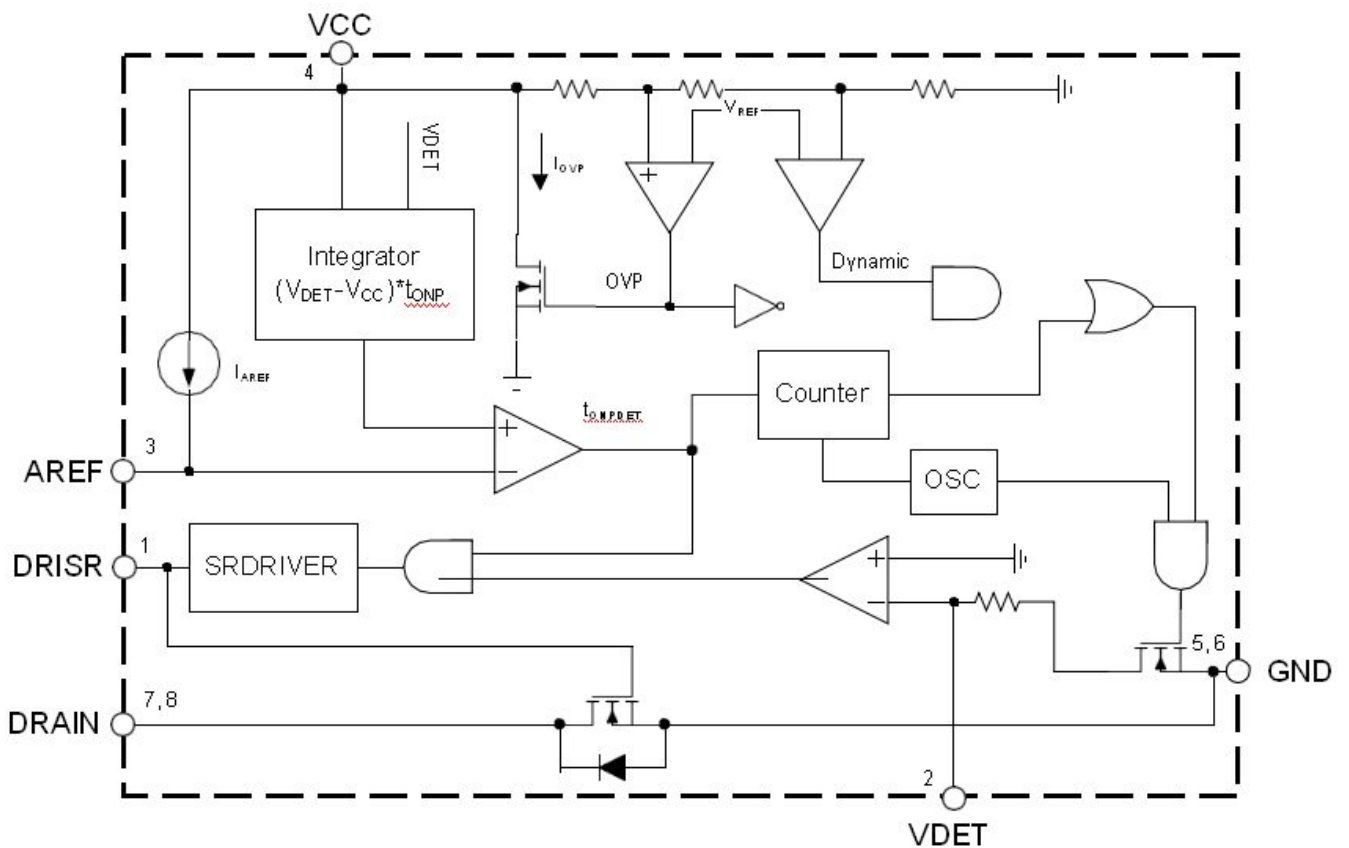 VCC
4
VDET
VREF
IOVP
+
Integrator
(VDET-VCC)*tONP
OVP
Dynamic
IAREF
Counter
tONPDET
+
−
3
AREF
OSC
1
DRISR
SRDRIVER
+
−
5,6
GND
7,8
DRAIN
2
VDET